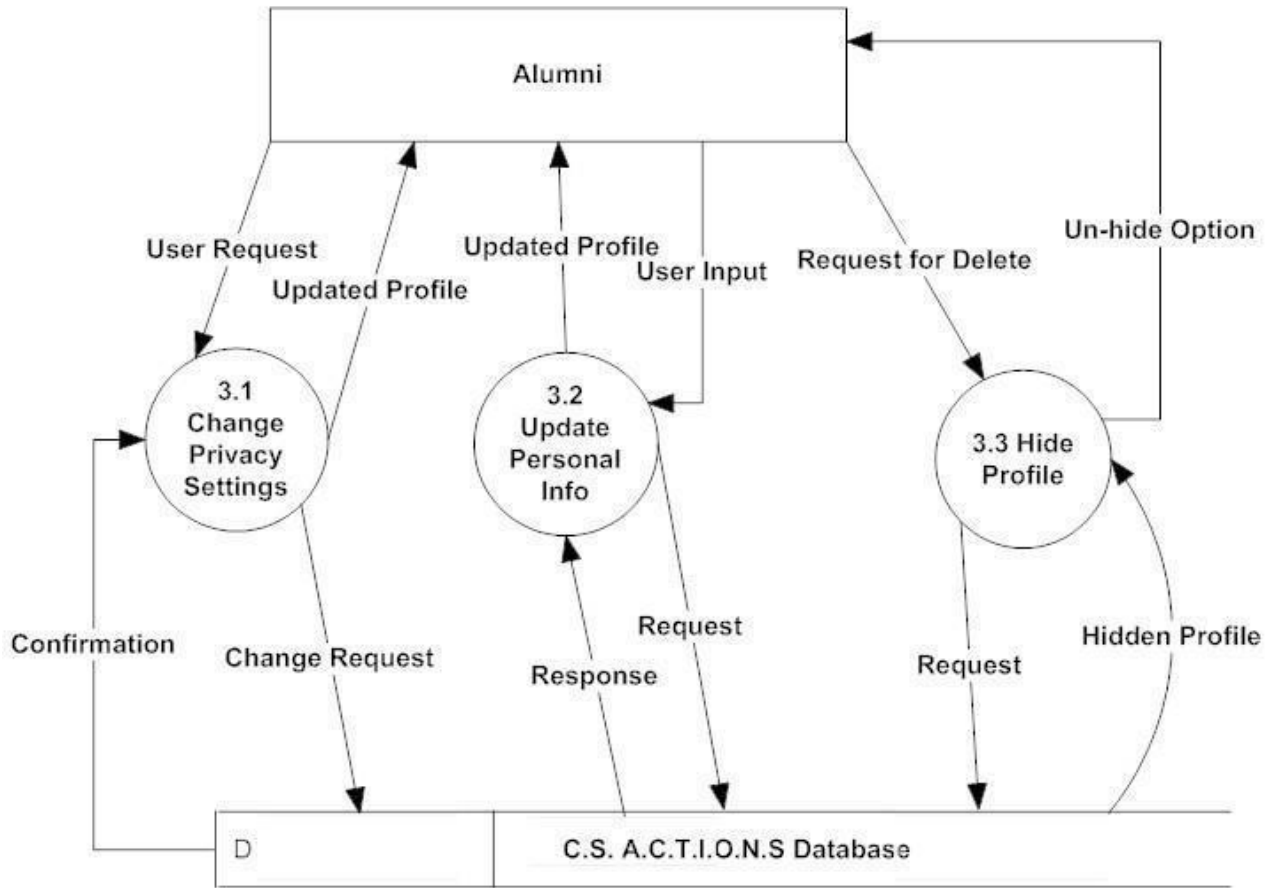 Alumni
User Request
Updated Profile
Updated Profile
User Input
Request for Delete
Un-hide Option
3.1
Change
Privacy
Settings
3.2
Update
Personal
Info
3.3 Hide
Profile
Confirmation
Change Request
Response
Request
Request
Hidden Profile
D
C.S. A.C.T.I.O.N.S Database